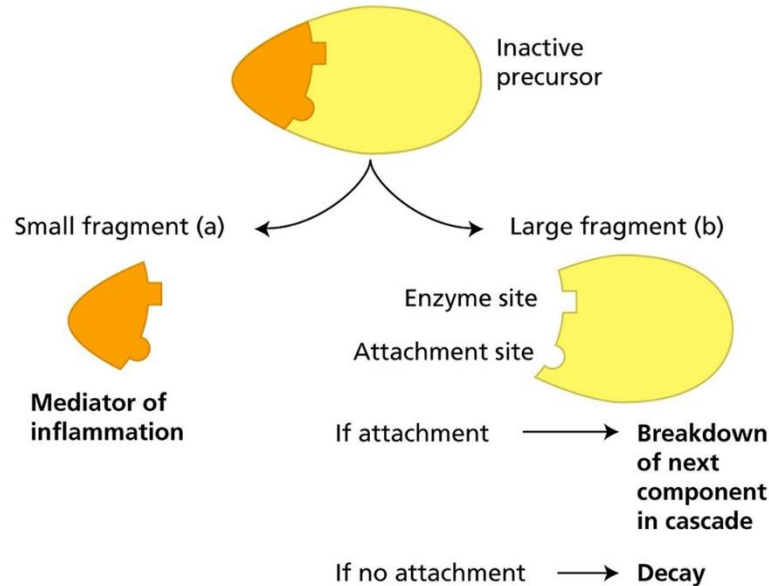 Inactive
precursor
Small fragment (a)
Large fragment (b)
Enzyme site
Attachment site
Mediator of
inflammation
If attachment
Breakdown
of next
component
in cascade
If no attachment
Decay